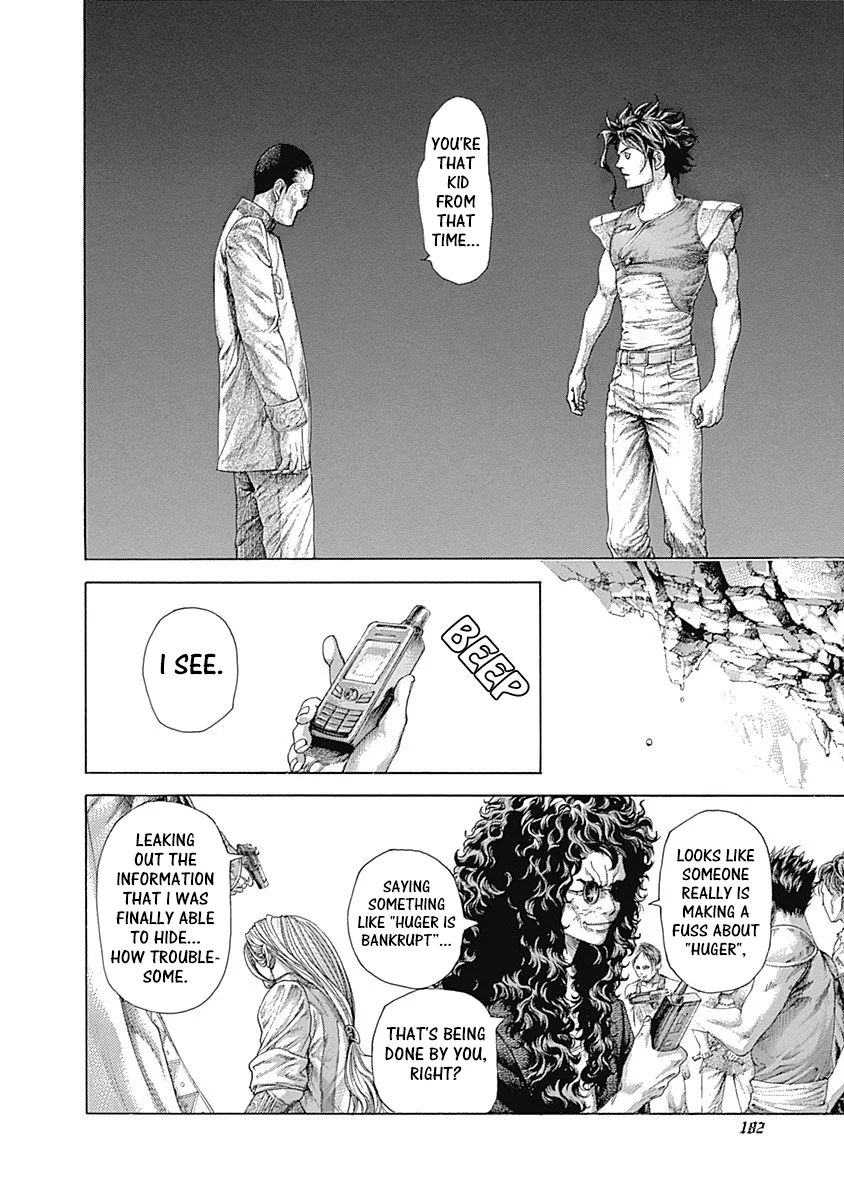 YOU'RE
THAT
KID
FROM
THAT
TIME...
BEEP
I SEE.
LOOKS LIKE
SOMEONE
REALLY IS
MAKING A
FUSS ABOUT
"HUGER",
SAYING
SOMETHING
LIKE "HUGER IS
BANKRUPT"...
THAT'S BEING
DONE BY YOU,
RIGHT?
LEAKING
OUT THE
INFORMATION
THAT I WAS
FINALLY ABLE
TO HIDE...
HOW TROUBLE-
SOME.
182